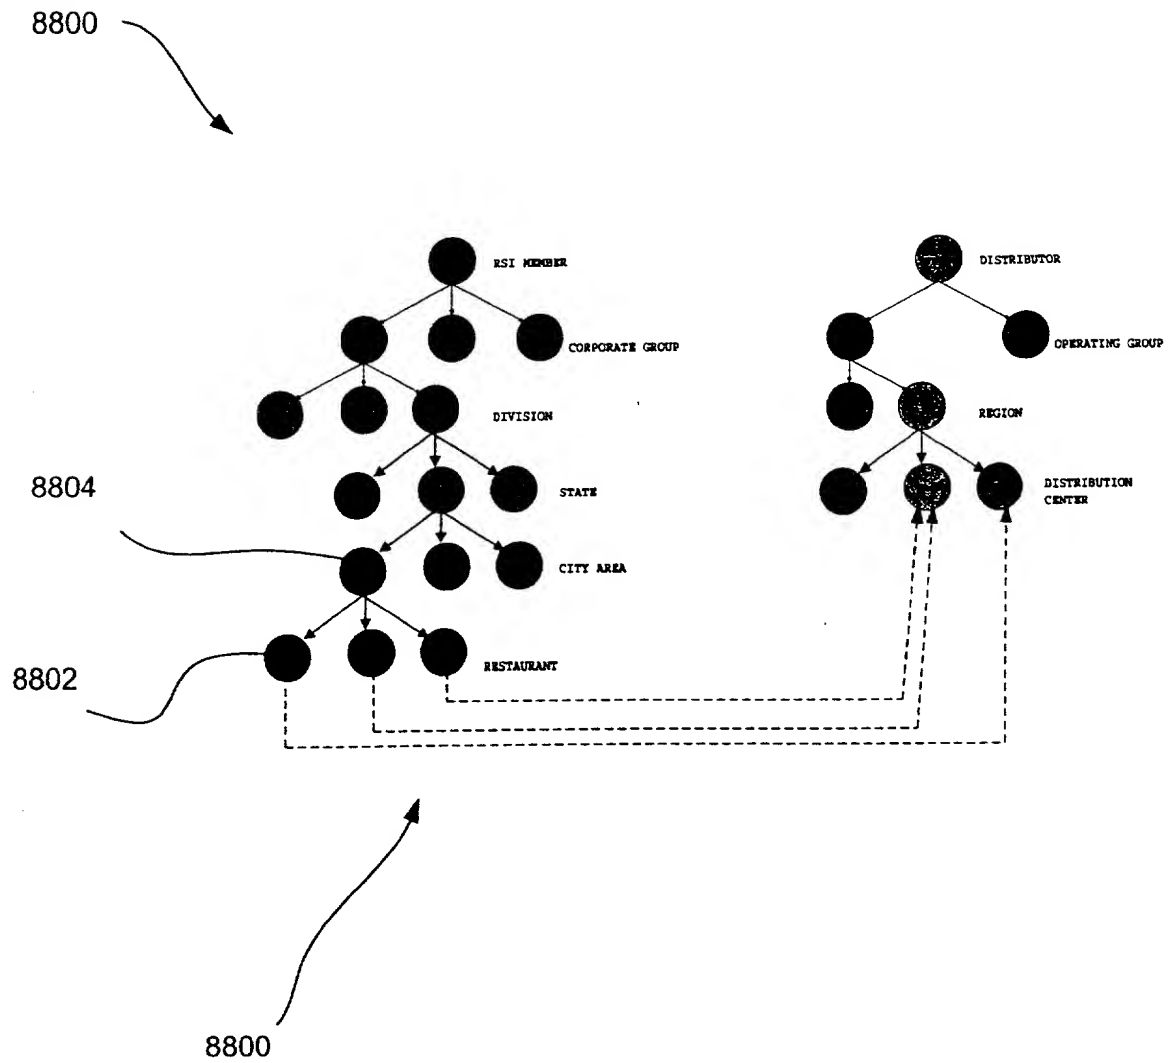 8800
RSI MEMBER
DISTRIBUTOR
CORPORATE GROUP
OPERATING GROUP
DIVISION
REGION
8804
STATE
DISTRIBUTION
CENTER
CITY AREA
8802
RESTAURANT
8800